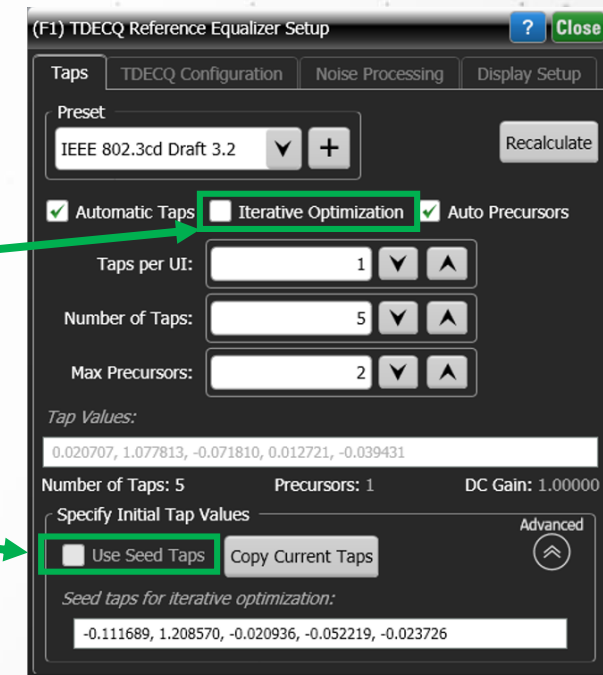 (F1) TDECQ Reference Equalizer Setup ? Close
Taps TDECQ Configuration Noise Processing Display Setup
Preset
IEEE 802.3cd Draft 3.2 + Recalculate
Automatic Taps Iterative Optimization Auto Precursors
Taps per UI: 1
Number of Taps: 5
Max Precursors: 2
Tap Values:
0.020707, 1.077813, -0.071810, 0.012721, -0.039431
Number of Taps: 5 Precursors: 1 DC Gain: 1.00000
Specify Initial Tap Values Advanced
Use Seed Taps Copy Current Taps
Seed taps for iterative optimization:
-0.111689, 1.208570, -0.020936, -0.052219, -0.023726